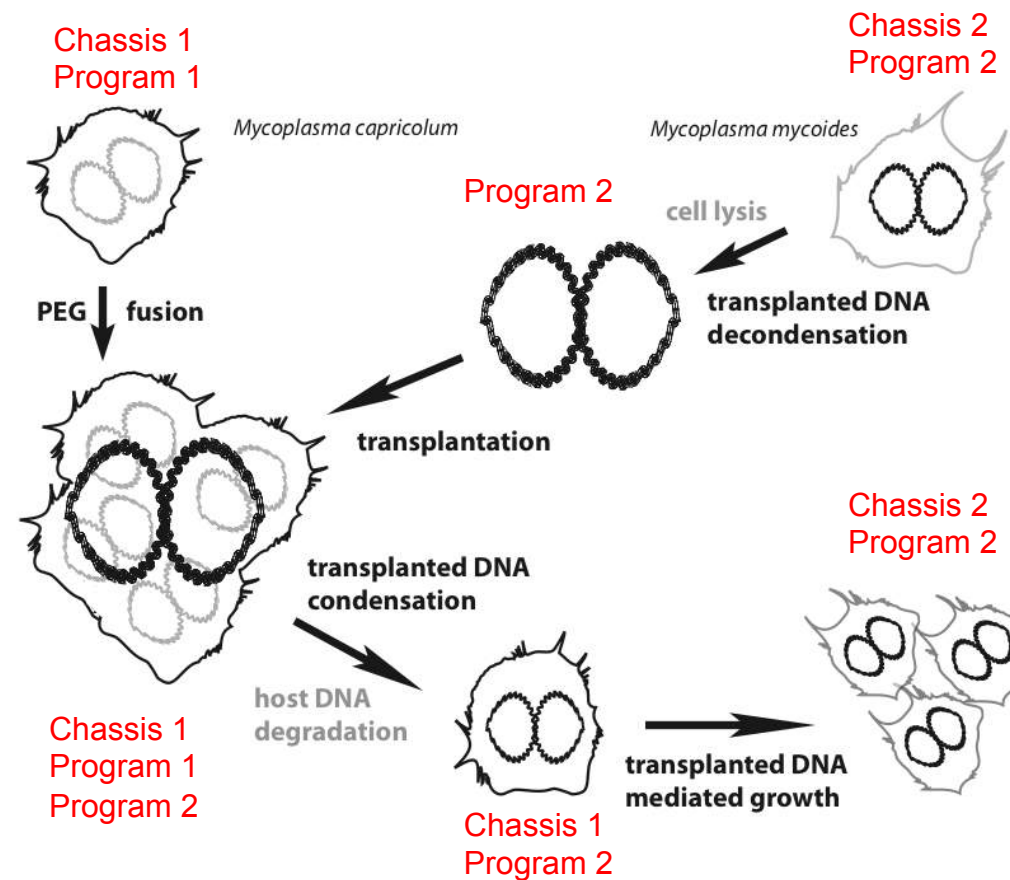 Chassis 1
Program 1
Chassis 2
Program 2
Mycoplasma capricolum
Mycoplasma mycoides
Program 2
cell lysis
PEG fusion
transplanted DNA
decondensation
transplantation
Chassis 2
Program 2
transplanted DNA
condensation
host DNA
degradation
Chassis 1
Program 1
Program 2
transplanted DNA
mediated growth
Chassis 1
Program 2